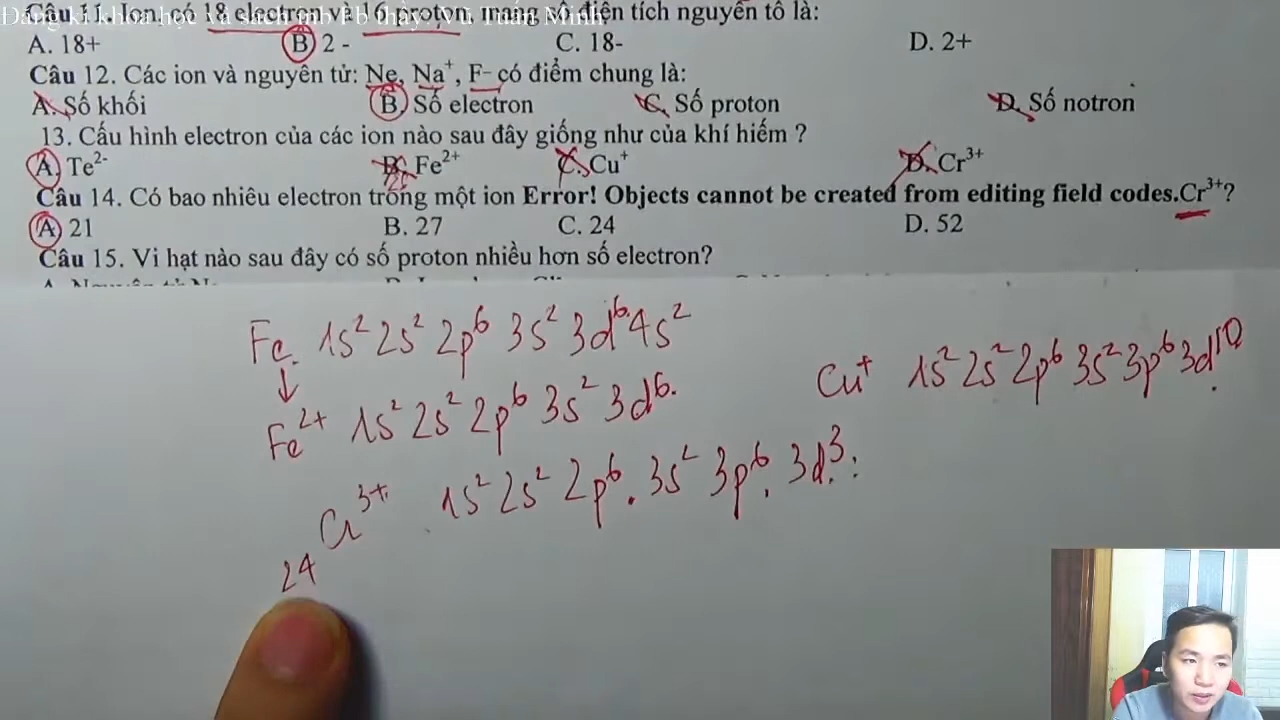 Câu 11. Ion có 18 electron và 16 proton mang số điện tích nguyên tố là:
A. 18+ B 2 - C. 18- D. 2+
Câu 12. Các ion và nguyên tử: Ne, Na⁺, F⁻ có điểm chung là:
A. Số khối B. Số electron C. Số proton D. Số notron
13. Cấu hình electron của các ion nào sau đây giống như của khí hiếm ?
A. Te²⁻ B. Fe²⁺ C. Cu⁺ D. Cr³⁺
Câu 14. Có bao nhiêu electron trong một ion Error! Objects cannot be created from editing field codes.Cr³⁺?
A 21 B. 27 C. 24 D. 52
Câu 15. Vi hạt nào sau đây có số proton nhiều hơn số electron?
Fe 1s² 2s² 2p⁶ 3s² 3d⁶ 4s²
Fe²⁺ 1s² 2s² 2p⁶ 3s² 3d⁶
Cu⁺ 1s² 2s² 2p⁶ 3s² 3p⁶ 3d¹⁰
24 Cr³⁺ 1s² 2s² 2p⁶ 3s² 3p⁶ 3d³